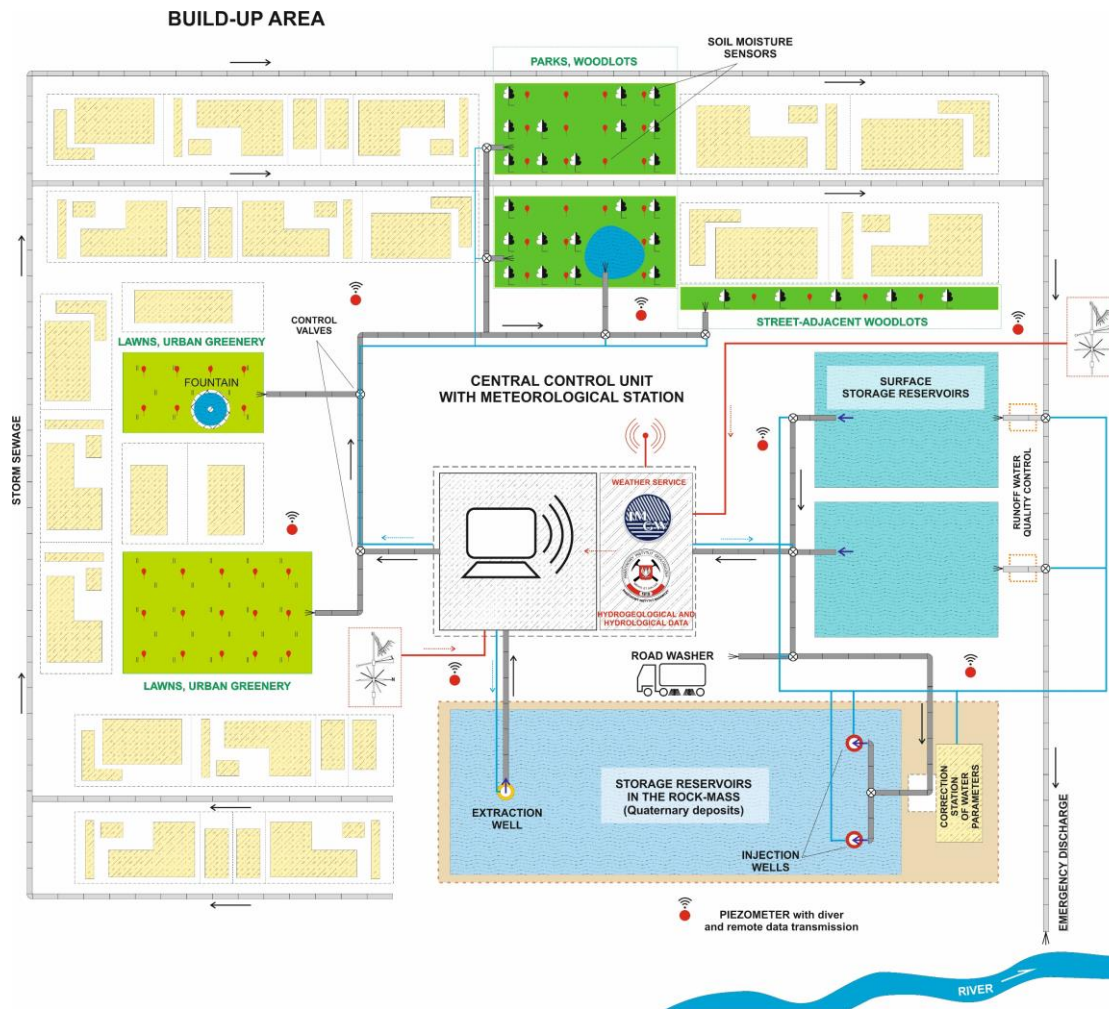 BUILD-UP AREA
SOIL MOISTURE
SENSORS
PARKS, WOODLOTS
CONTROL
VALVES
STREET-ADJACENT WOODLOTS
LAWNS, URBAN GREENERY
FOUNTAIN
CENTRAL CONTROL UNIT
WITH METEOROLOGICAL STATION
SURFACE
STORAGE RESERVOIRS
STORM SEWAGE
WEATHER SERVICE
RUNOFF WATER
QUALITY CONTROL
HYDROGEOLOGICAL AND
HYDROLOGICAL DATA
LAWNS, URBAN GREENERY
ROAD WASHER
STORAGE RESERVOIRS
IN THE ROCK-MASS
(Quaternary deposits)
EXTRACTION
WELL
INJECTION
WELLS
CORRECTION
STATION
OF WATER
PARAMETERS
EMERGENCY DISCHARGE
PIEZOMETER with diver
and remote data transmission
RIVER